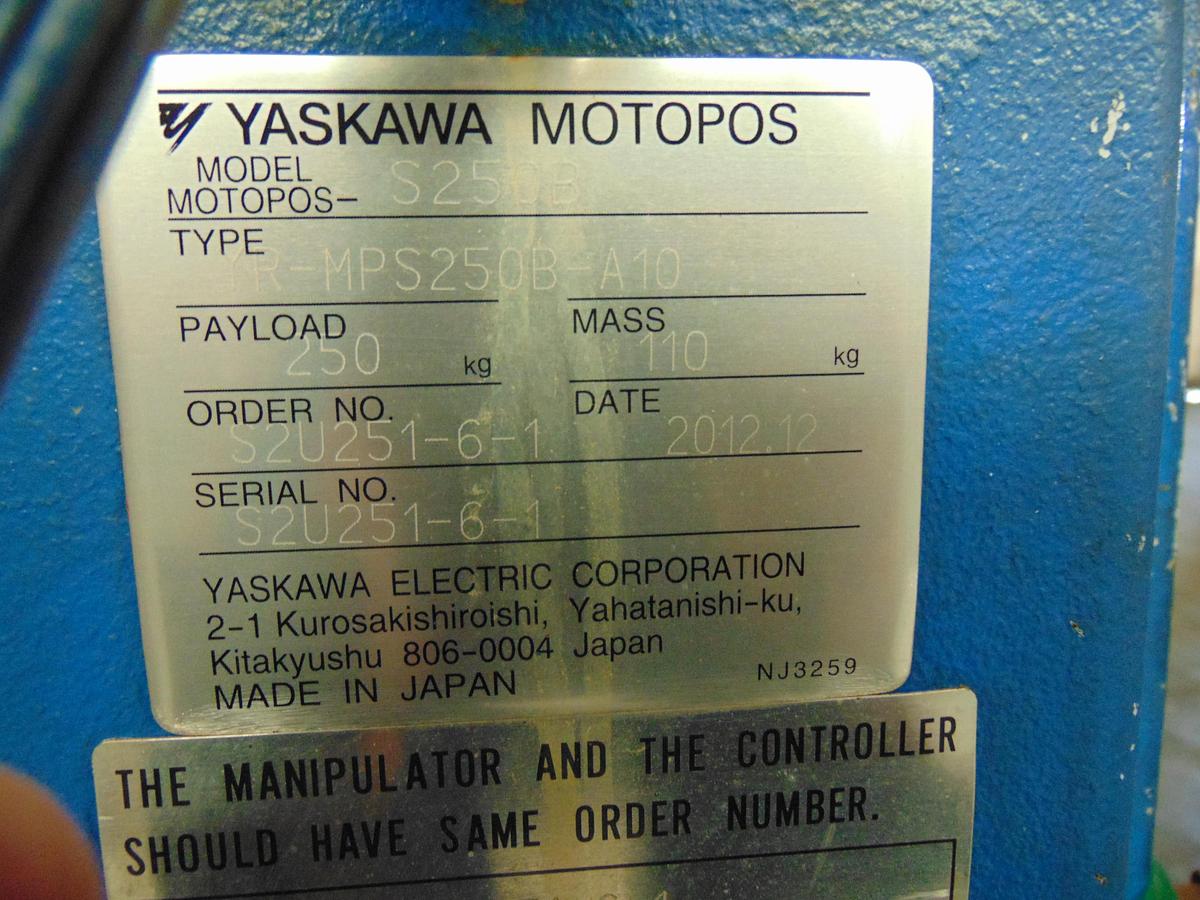 YASKAWA MOTOPOS
MODEL
MOTOPOS- S250B
TYPE
YR-MPS250B-A10
PAYLOAD MASS
250 kg 110 kg
ORDER NO. DATE
S2U251-6-1 2012.12
SERIAL NO.
S2U251-6-1
YASKAWA ELECTRIC CORPORATION
2-1 Kurosakishiroishi, Yahatanishi-ku,
Kitakyushu 806-0004 Japan
MADE IN JAPAN NJ3259
THE MANIPULATOR AND THE CONTROLLER
SHOULD HAVE SAME ORDER NUMBER.